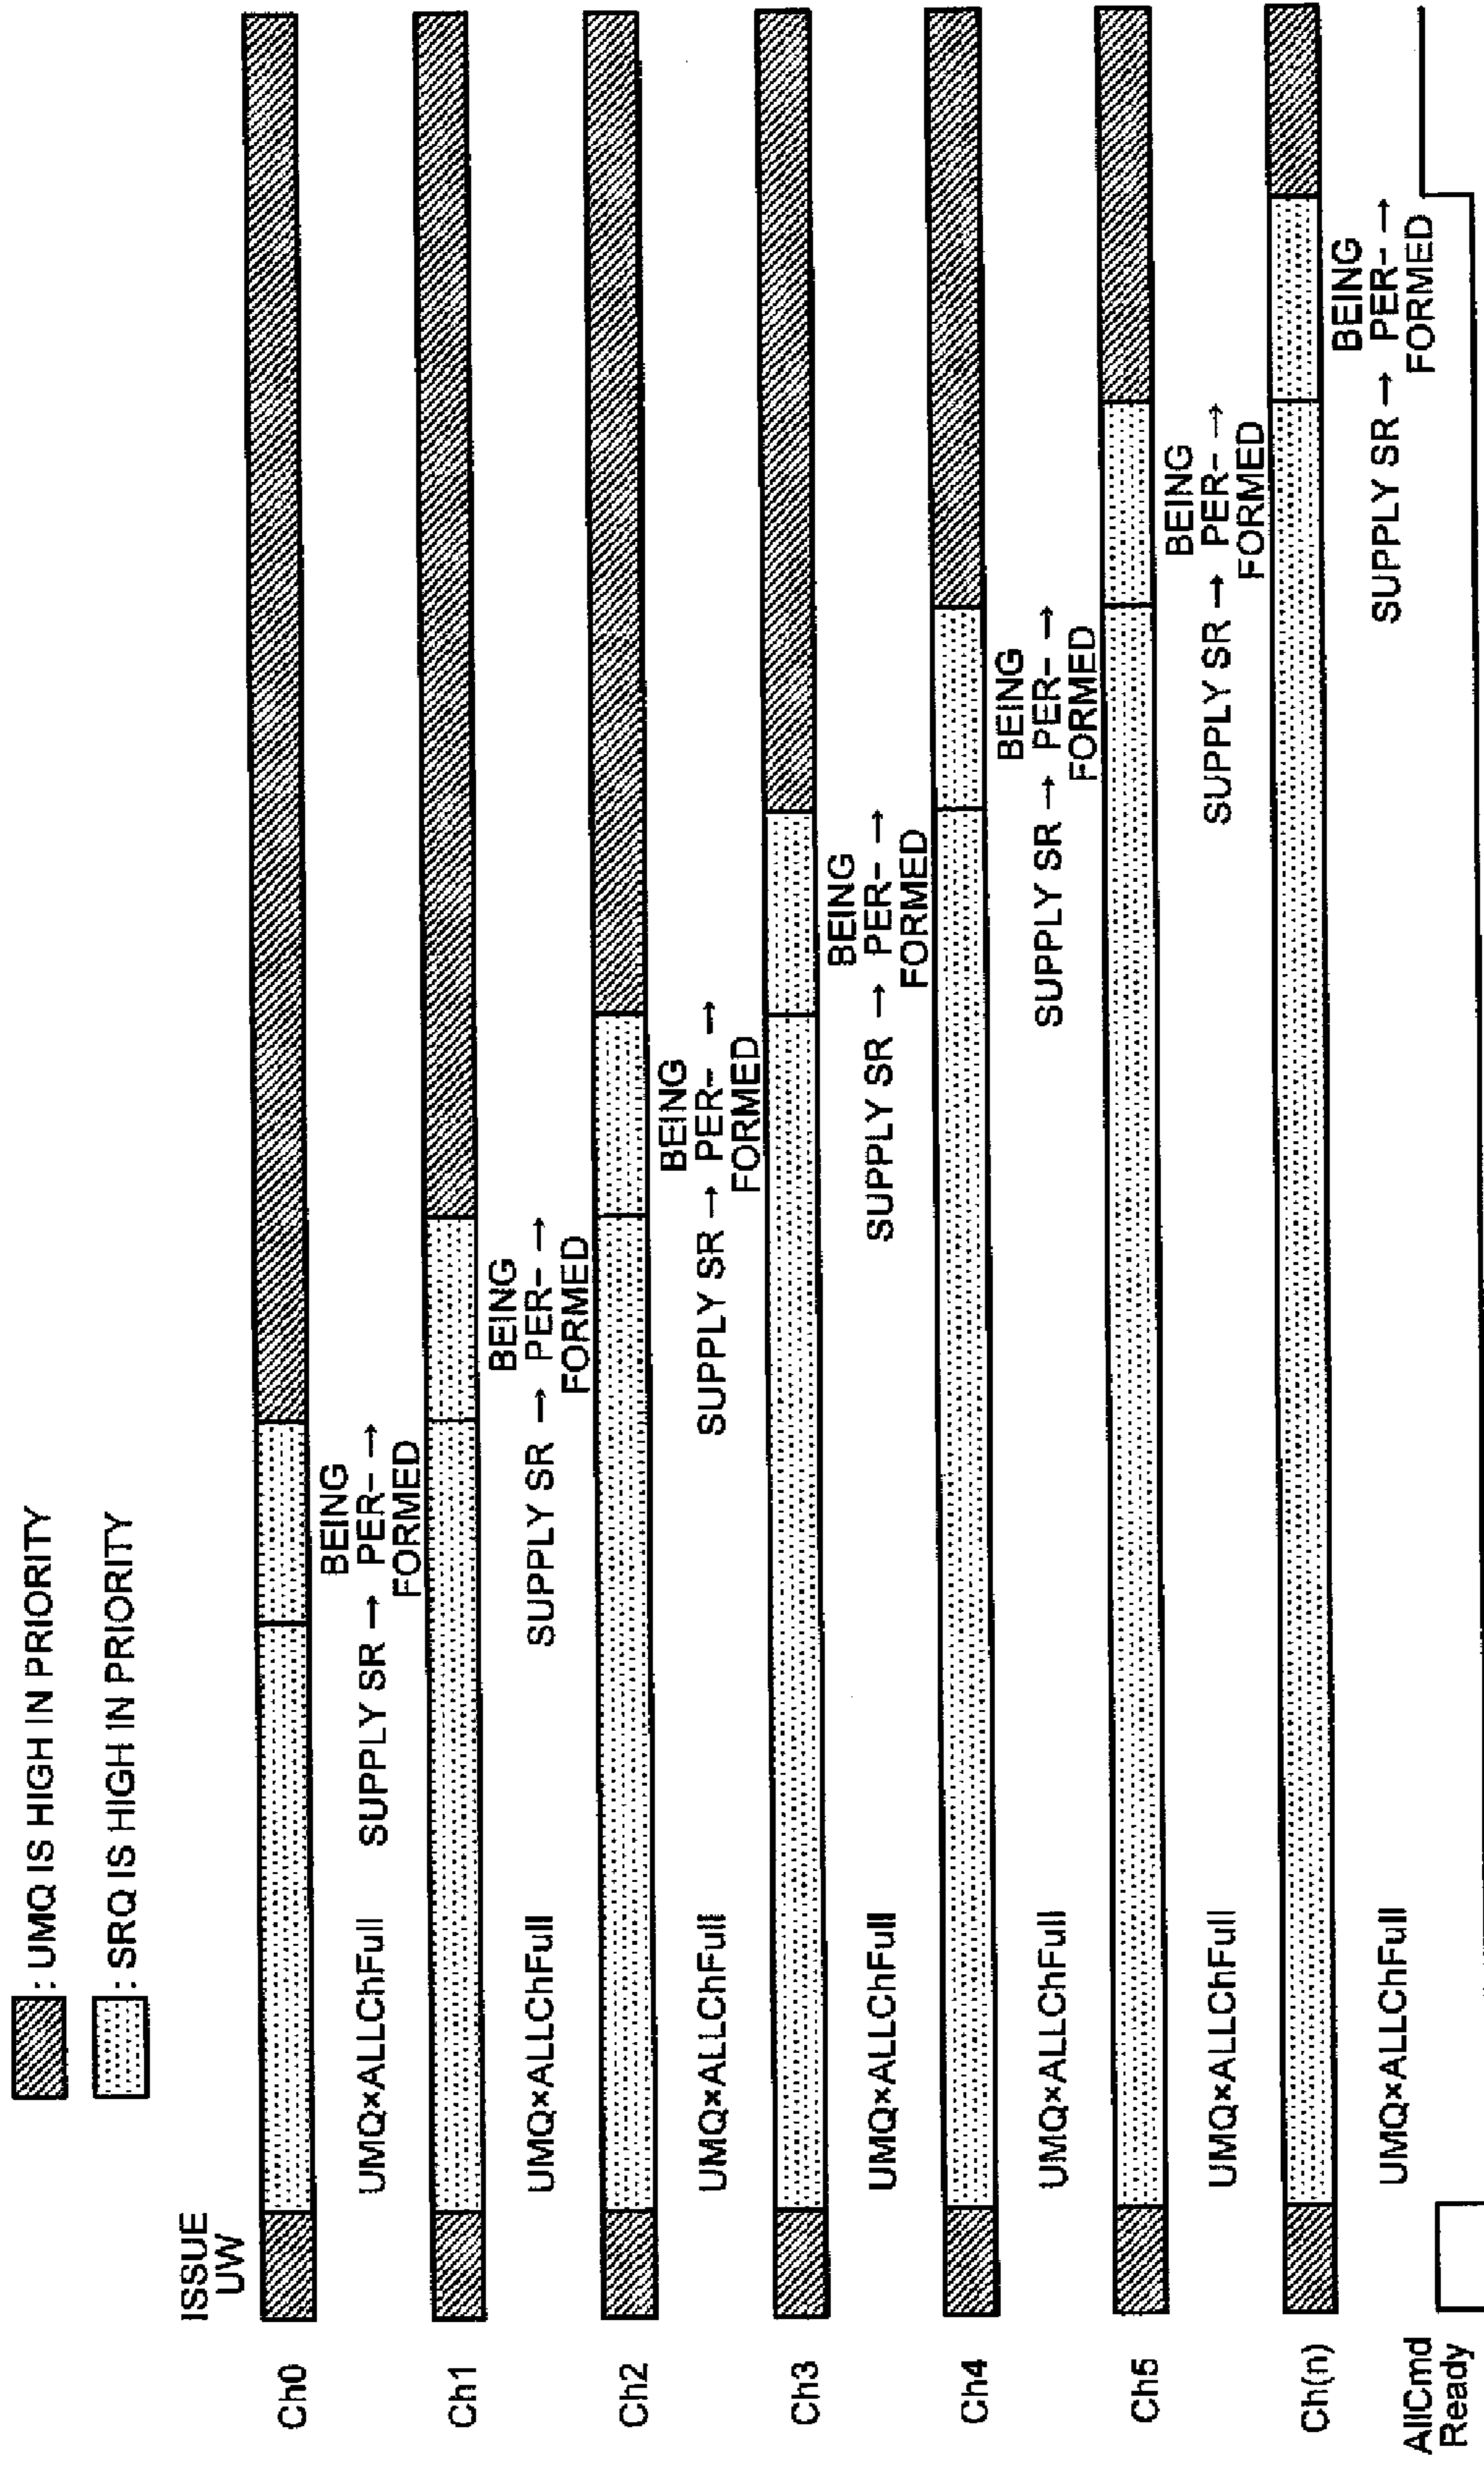 : UMQ IS HIGH IN PRIORITY
: SRQ IS HIGH IN PRIORITY
ISSUE
UW
Ch0
UMQ×ALLChFull
SUPPLY SR → BEING PER- →
FORMED
Ch1
UMQ×ALLChFull
SUPPLY SR → BEING PER- →
FORMED
Ch2
UMQ×ALLChFull
SUPPLY SR → BEING PER- →
FORMED
Ch3
UMQ×ALLChFull
SUPPLY SR → BEING PER- →
FORMED
Ch4
UMQ×ALLChFull
SUPPLY SR → BEING PER- →
FORMED
Ch5
UMQ×ALLChFull
SUPPLY SR → BEING PER- →
FORMED
Ch(n)
UMQ×ALLChFull
SUPPLY SR → BEING PER- →
FORMED
AllCmd
Ready